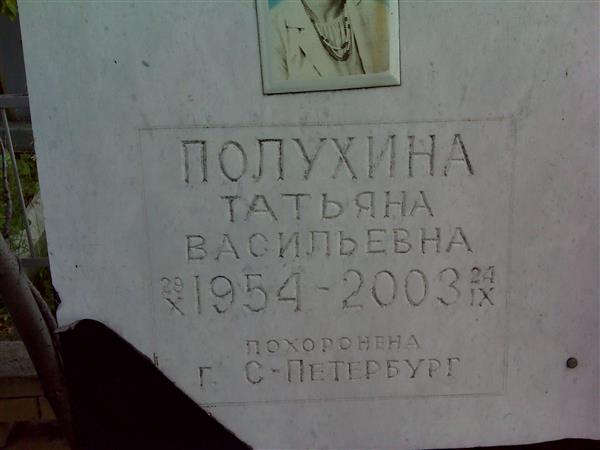 ПОЛУХИНА
ТАТЬЯНА
ВАСИЛЬЕВНА
29 X 1954-2003 24 IX
ПОХОРОНЕНА
г. С-ПЕТЕРБУРГ